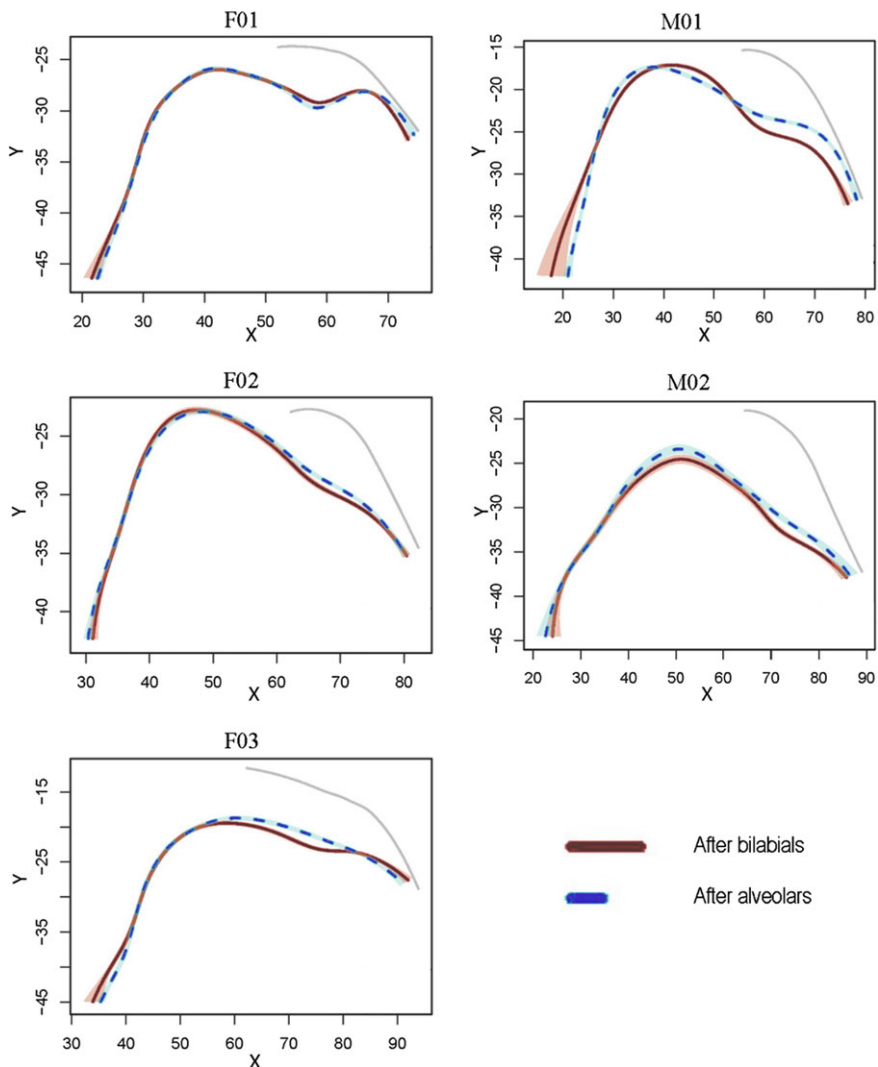 F01
-25
-30
-35
-40
-45
Y
20 30 40 50 60 70
X
M01
-15
-20
-25
-30
-35
-40
Y
20 30 40 50 60 70 80
X
F02
-25
-30
-35
-40
Y
30 40 50 60 70 80
X
M02
-20
-25
-30
-35
-40
-45
Y
20 30 40 50 60 70 80 90
X
F03
-15
-25
-35
-45
Y
30 40 50 60 70 80 90
X
After bilabials
After alveolars